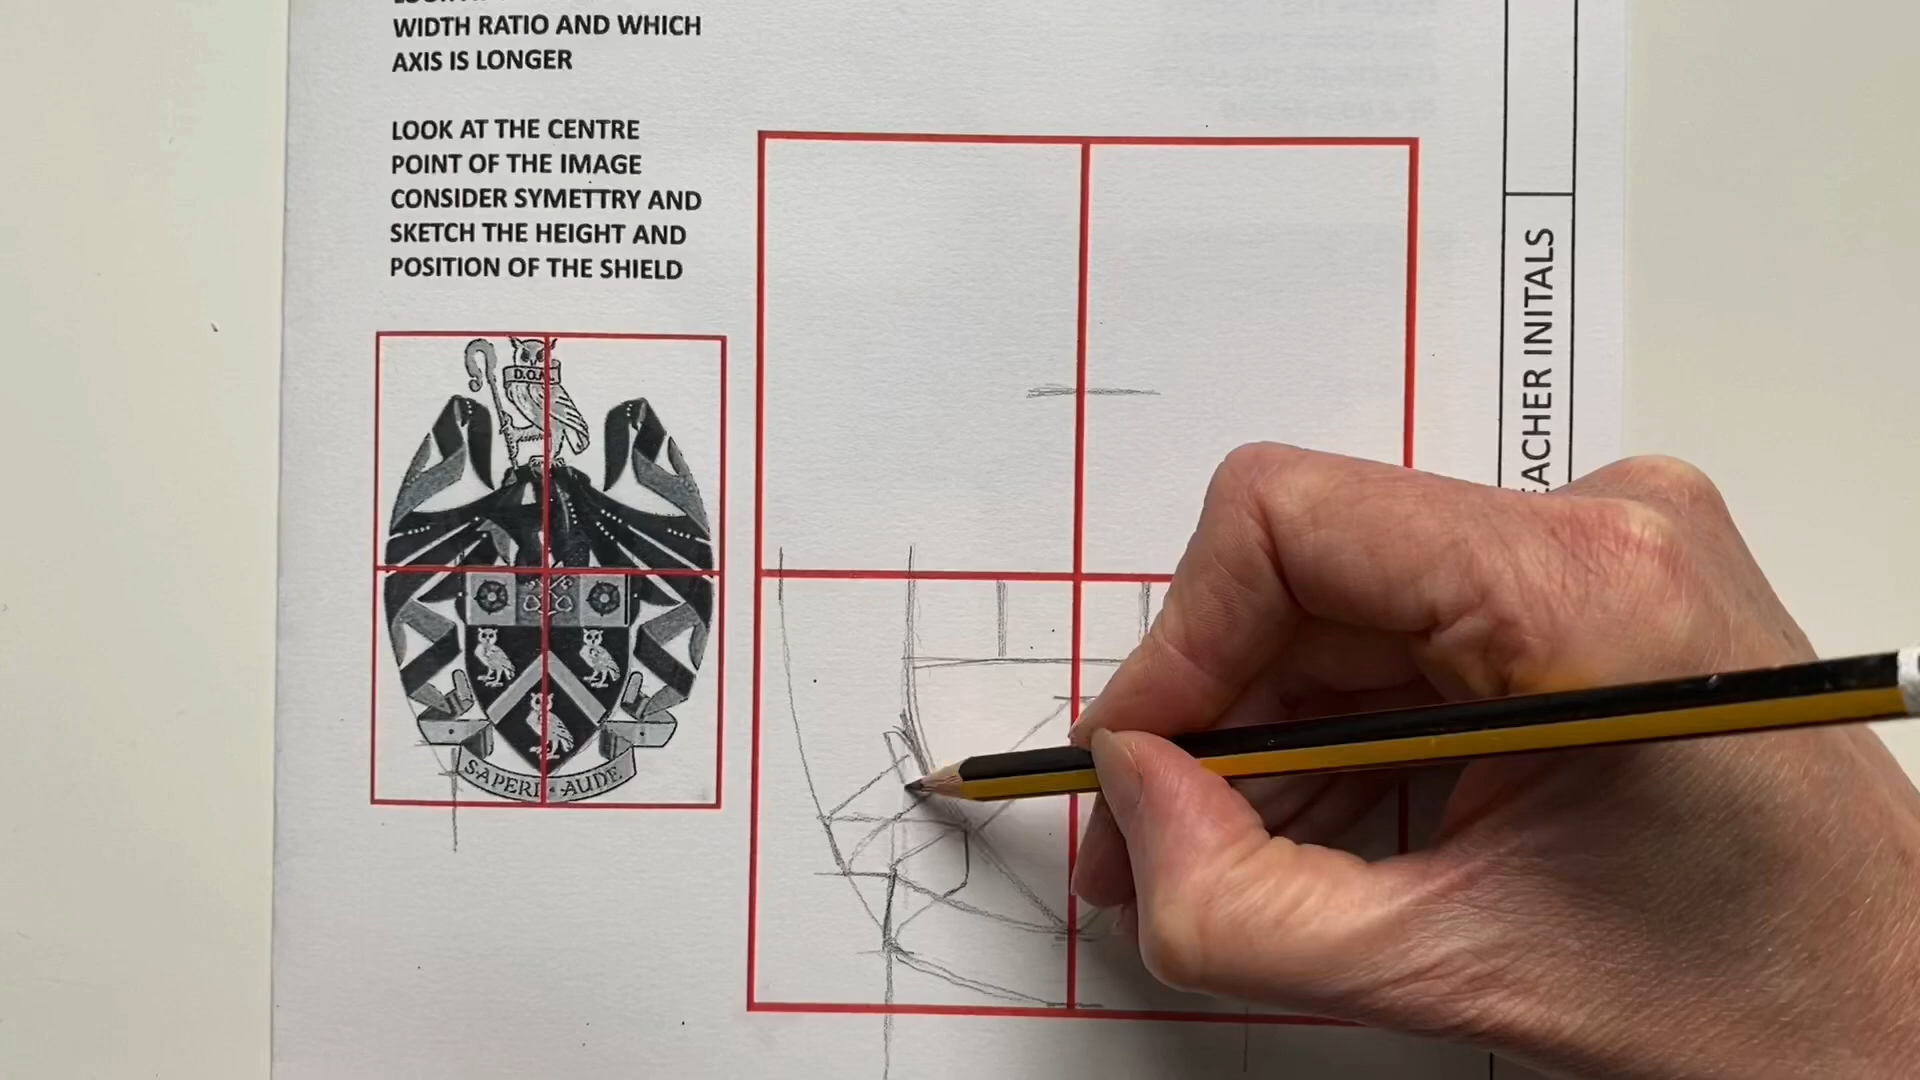 WIDTH RATIO AND WHICH
AXIS IS LONGER
LOOK AT THE CENTRE
POINT OF THE IMAGE
CONSIDER SYMETTRY AND
SKETCH THE HEIGHT AND
POSITION OF THE SHIELD
D.O.M
SAPERE · AUDE
EACHER INITALS